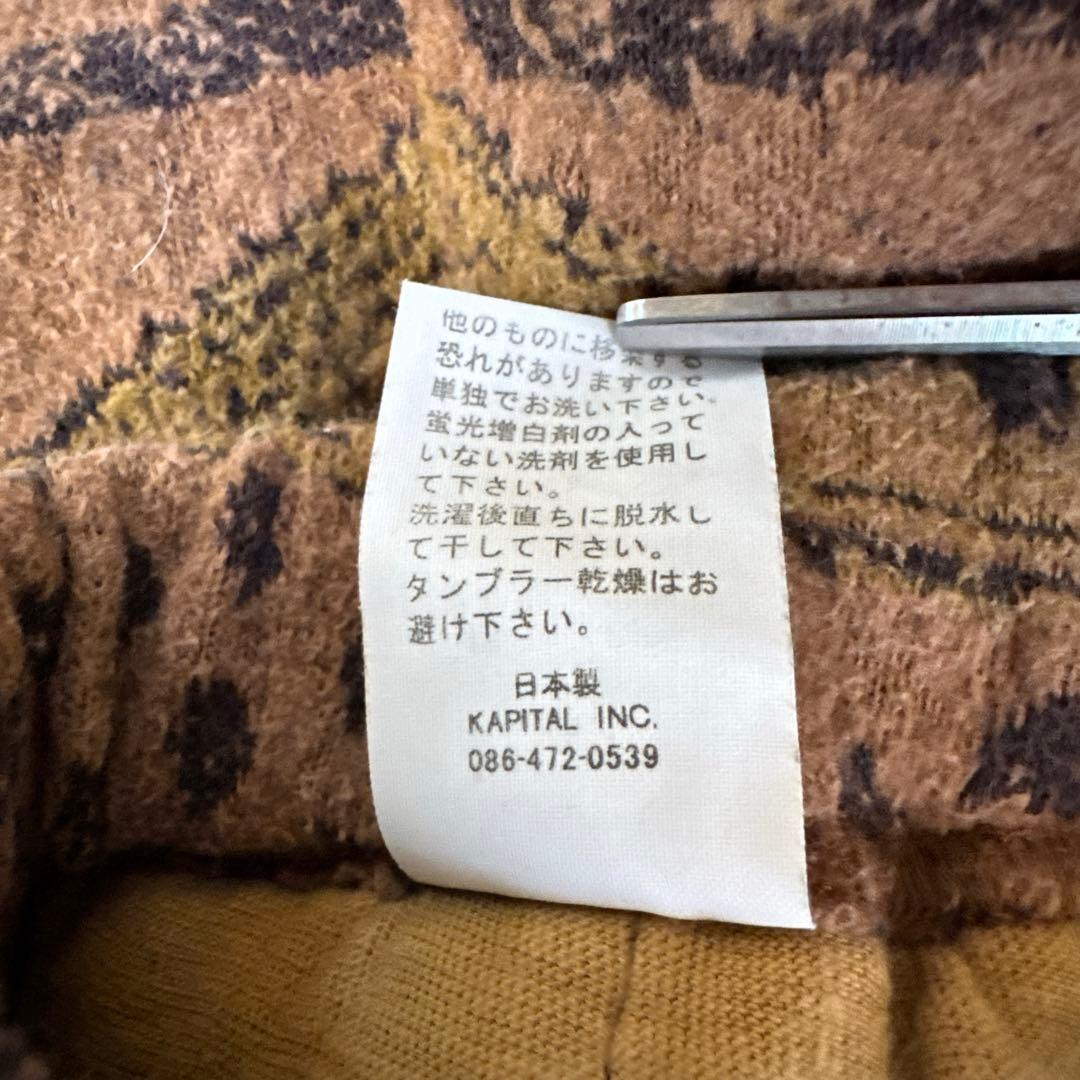 他のものに移染する
恐れがありますので
単独でお洗い下さい。
蛍光増白剤の入って
いない洗剤を使用し
て下さい。
洗濯後直ちに脱水し
て干して下さい。
タンブラー乾燥はお
避け下さい。
日本製
KAPITAL INC.
086-472-0539